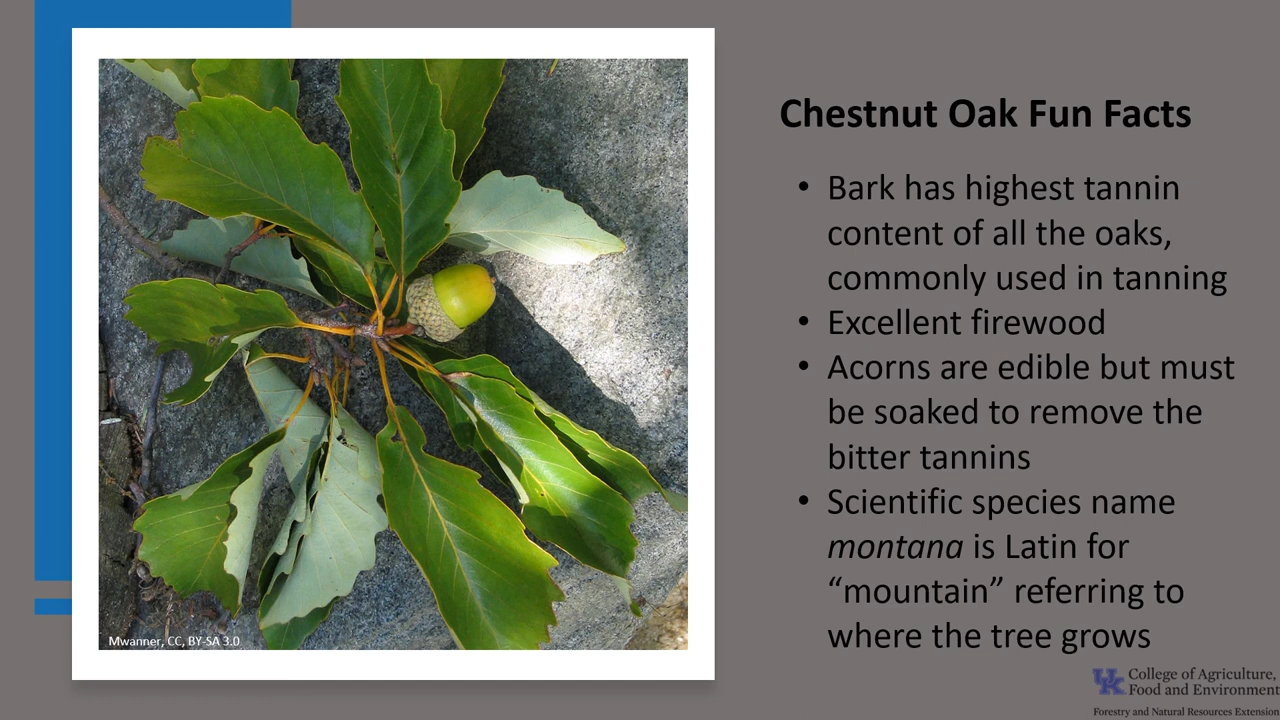 Chestnut Oak Fun Facts
• Bark has highest tannin
content of all the oaks,
commonly used in tanning
• Excellent firewood
• Acorns are edible but must
be soaked to remove the
bitter tannins
• Scientific species name
montana is Latin for
“mountain” referring to
where the tree grows
Mwanner, CC, BY-SA 3.0
UK
College of Agriculture,
Food and Environment
Forestry and Natural Resources Extension